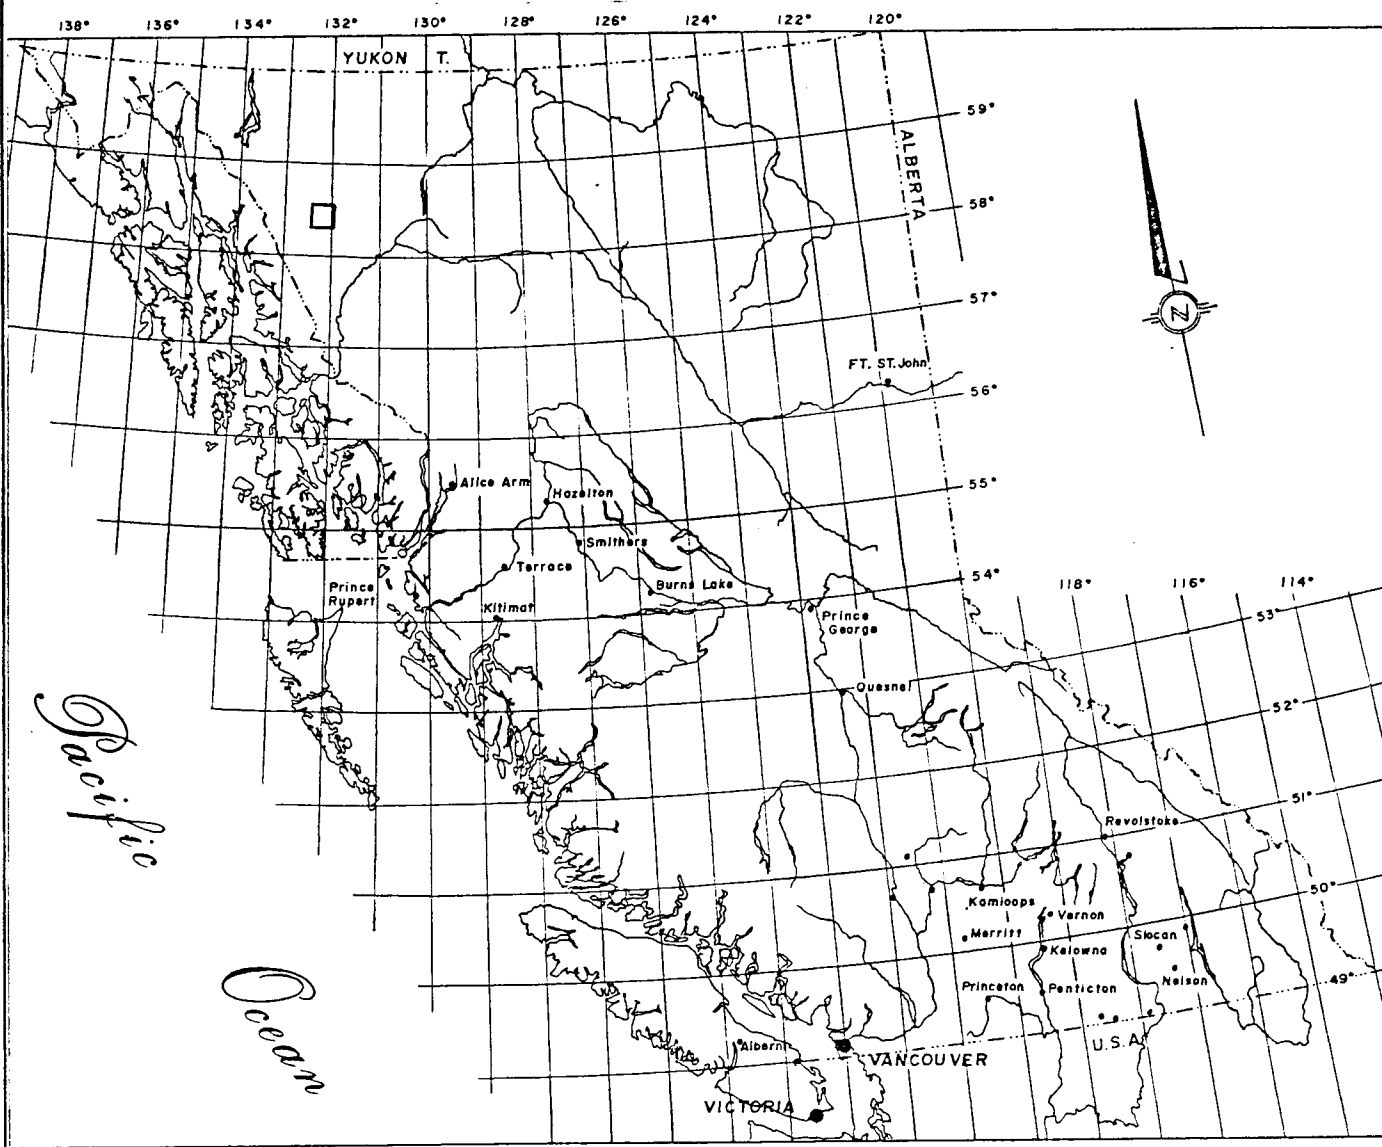 138° 136° 134° 132° 130° 128° 126° 124° 122° 120°
YUKON T.
59°
ALBERTA
58°
57°
FT. ST. John
56°
55°
Alice Arm
Hazelton
Smithers
Terrace
54°
118° 116° 114°
Prince
Rupert
Burns Lake
Kitimat
Prince
George
53°
Quesnel
52°
Pacific
51°
Revolstoke
50°
Kamloops
Vernon
Merritt
Slocan
Kelowna
Nelson
49°
Princeton
Penticton
Ocean
U.S.A.
Alberni
VANCOUVER
VICTORIA